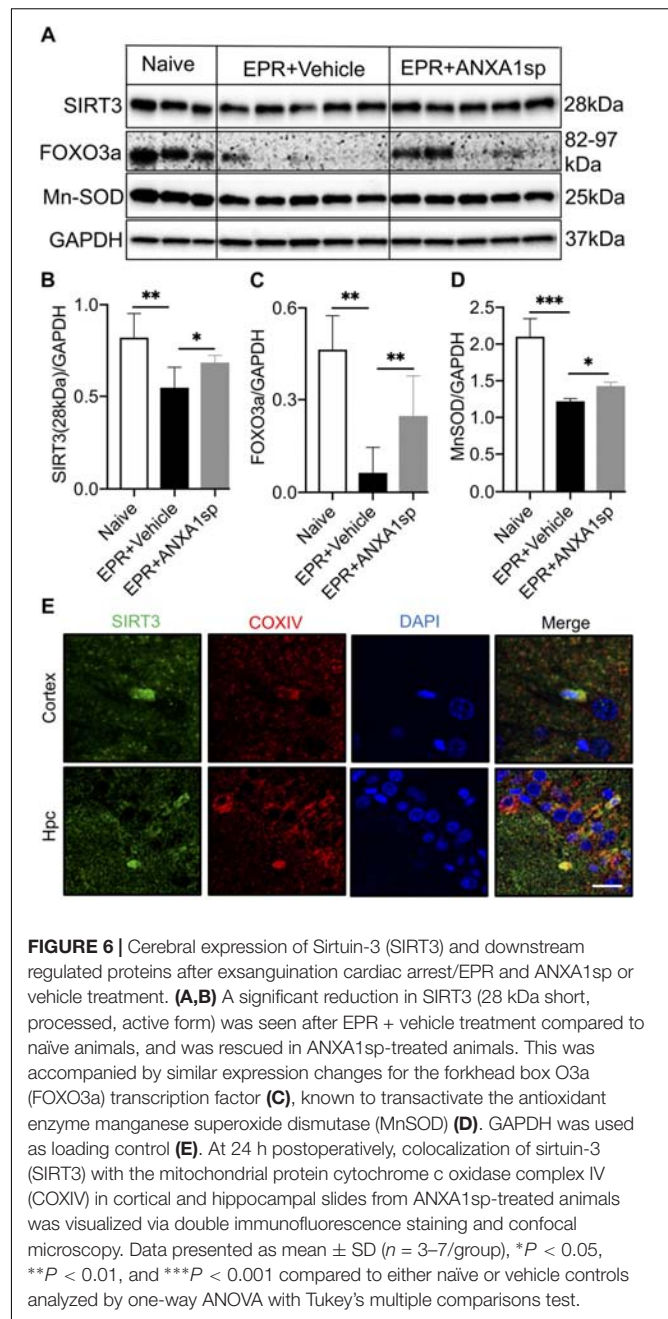 A
Naive EPR+Vehicle EPR+ANXA1sp
SIRT3 28kDa
FOXO3a 82-97
kDa
Mn-SOD 25kDa
GAPDH 37kDa
B C D
SIRT3(28kDa)/GAPDH
1.0
0.5
0.0
**
*
Naive
EPR+Vehicle
EPR+ANXA1sp
FOXO3a/GAPDH
0.6
0.3
0.0
**
**
Naive
EPR+Vehicle
EPR+ANXA1sp
MnSOD/GAPDH
2.5
2.0
1.5
1.0
0.5
0.0
***
*
Naive
EPR+Vehicle
EPR+ANXA1sp
E
SIRT3 COXIV DAPI Merge
Cortex
Hpc
FIGURE 6 | Cerebral expression of Sirtuin-3 (SIRT3) and downstream
regulated proteins after exsanguination cardiac arrest/EPR and ANXA1sp or
vehicle treatment. (A,B) A significant reduction in SIRT3 (28 kDa short,
processed, active form) was seen after EPR + vehicle treatment compared to
naïve animals, and was rescued in ANXA1sp-treated animals. This was
accompanied by similar expression changes for the forkhead box O3a
(FOXO3a) transcription factor (C), known to transactivate the antioxidant
enzyme manganese superoxide dismutase (MnSOD) (D). GAPDH was used
as loading control (E). At 24 h postoperatively, colocalization of sirtuin-3
(SIRT3) with the mitochondrial protein cytochrome c oxidase complex IV
(COXIV) in cortical and hippocampal slides from ANXA1sp-treated animals
was visualized via double immunofluorescence staining and confocal
microscopy. Data presented as mean ± SD (n = 3–7/group), *P < 0.05,
**P < 0.01, and ***P < 0.001 compared to either naïve or vehicle controls
analyzed by one-way ANOVA with Tukey's multiple comparisons test.